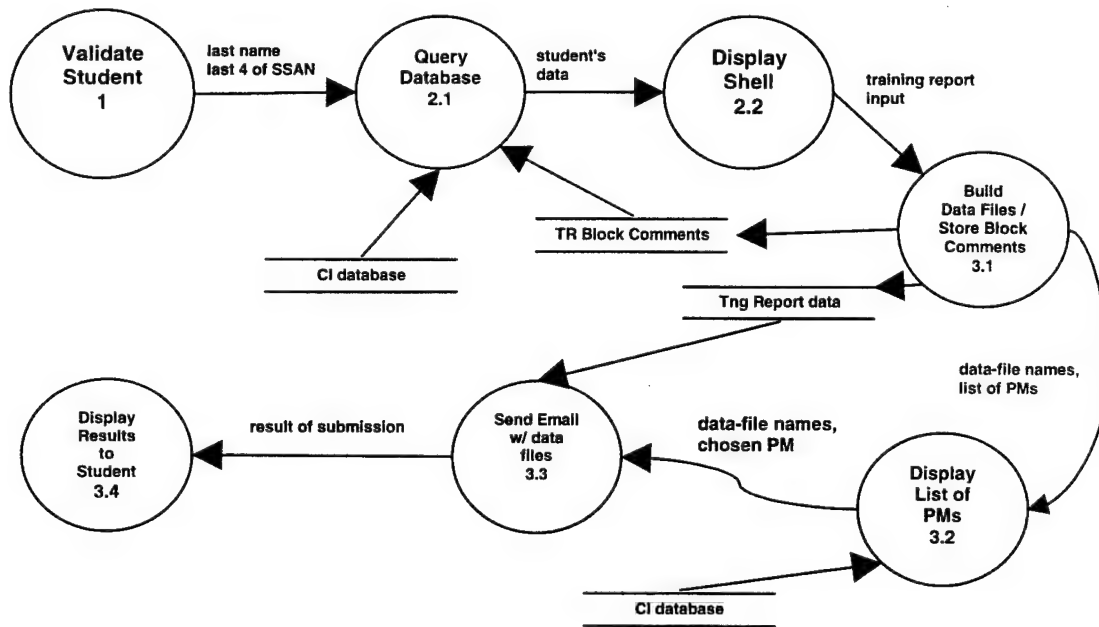 Validate
Student
1
last name
last 4 of SSAN
Query
Database
2.1
student's
data
Display
Shell
2.2
training report
input
Build
Data Files /
Store Block
Comments
3.1
TR Block Comments
CI database
Tng Report data
data-file names,
list of PMs
Display
Results
to
Student
3.4
result of submission
Send Email
w/ data
files
3.3
data-file names,
chosen PM
Display
List of
PMs
3.2
CI database